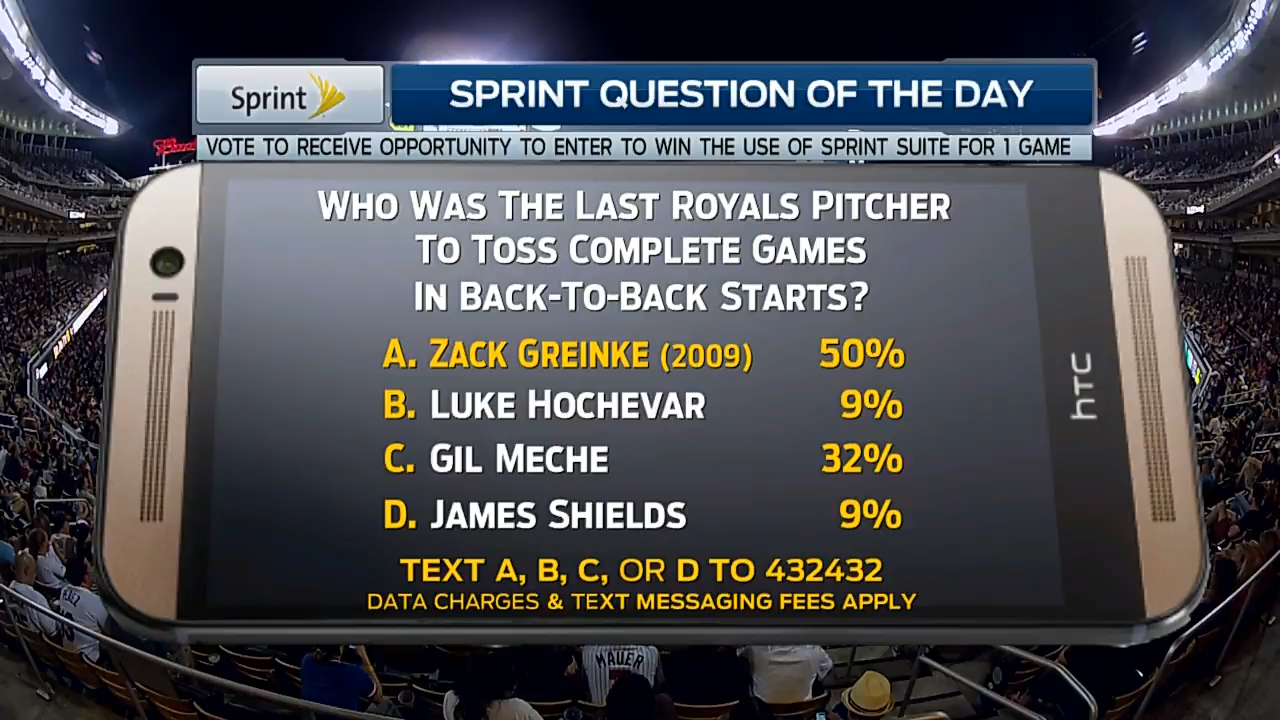 Sprint
SPRINT QUESTION OF THE DAY
VOTE TO RECEIVE OPPORTUNITY TO ENTER TO WIN THE USE OF SPRINT SUITE FOR 1 GAME
WHO WAS THE LAST ROYALS PITCHER
TO TOSS COMPLETE GAMES
IN BACK-TO-BACK STARTS?
A. ZACK GREINKE (2009) 50%
B. LUKE HOCHEVAR 9%
C. GIL MECHE 32%
D. JAMES SHIELDS 9%
TEXT A, B, C, OR D TO 432432
DATA CHARGES & TEXT MESSAGING FEES APPLY
hTC
MAUER